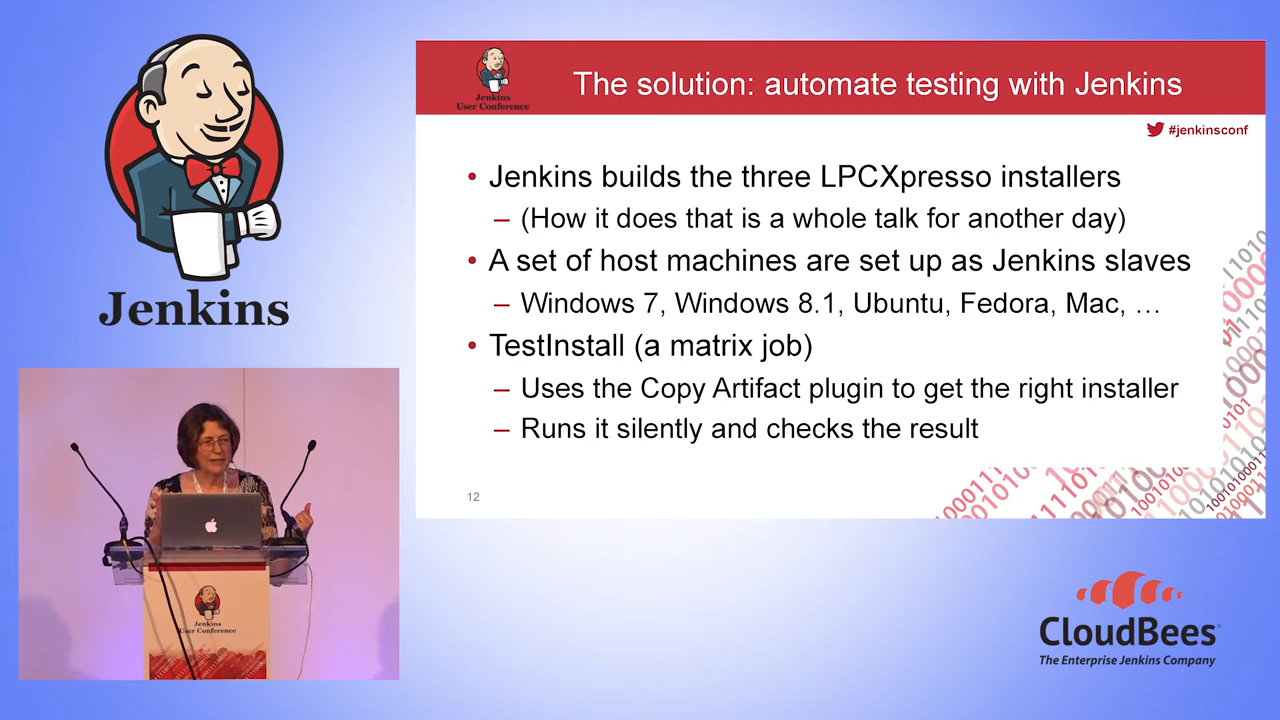 Jenkins
Jenkins
User Conference
The solution: automate testing with Jenkins
#jenkinsconf
• Jenkins builds the three LPCXpresso installers
– (How it does that is a whole talk for another day)
• A set of host machines are set up as Jenkins slaves
– Windows 7, Windows 8.1, Ubuntu, Fedora, Mac, …
• TestInstall (a matrix job)
– Uses the Copy Artifact plugin to get the right installer
– Runs it silently and checks the result
12
Jenkins
User Conference
CloudBees
The Enterprise Jenkins Company